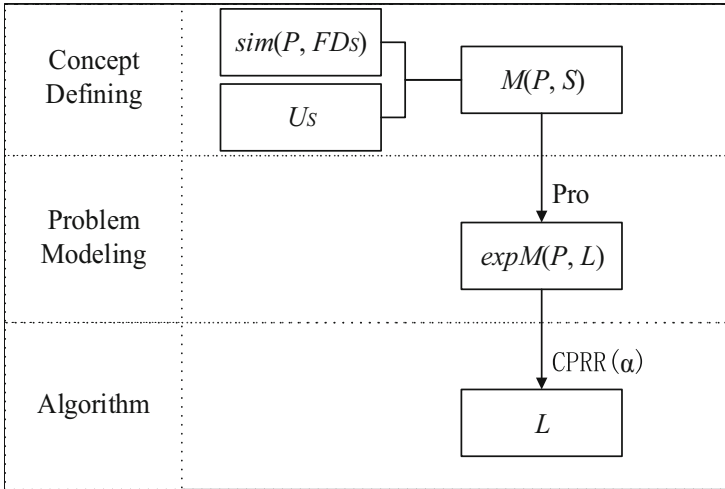 Concept
Defining
sim(P, FDs)
Us
M(P, S)
Pro
Problem
Modeling
expM(P, L)
CPRR(α)
Algorithm
L